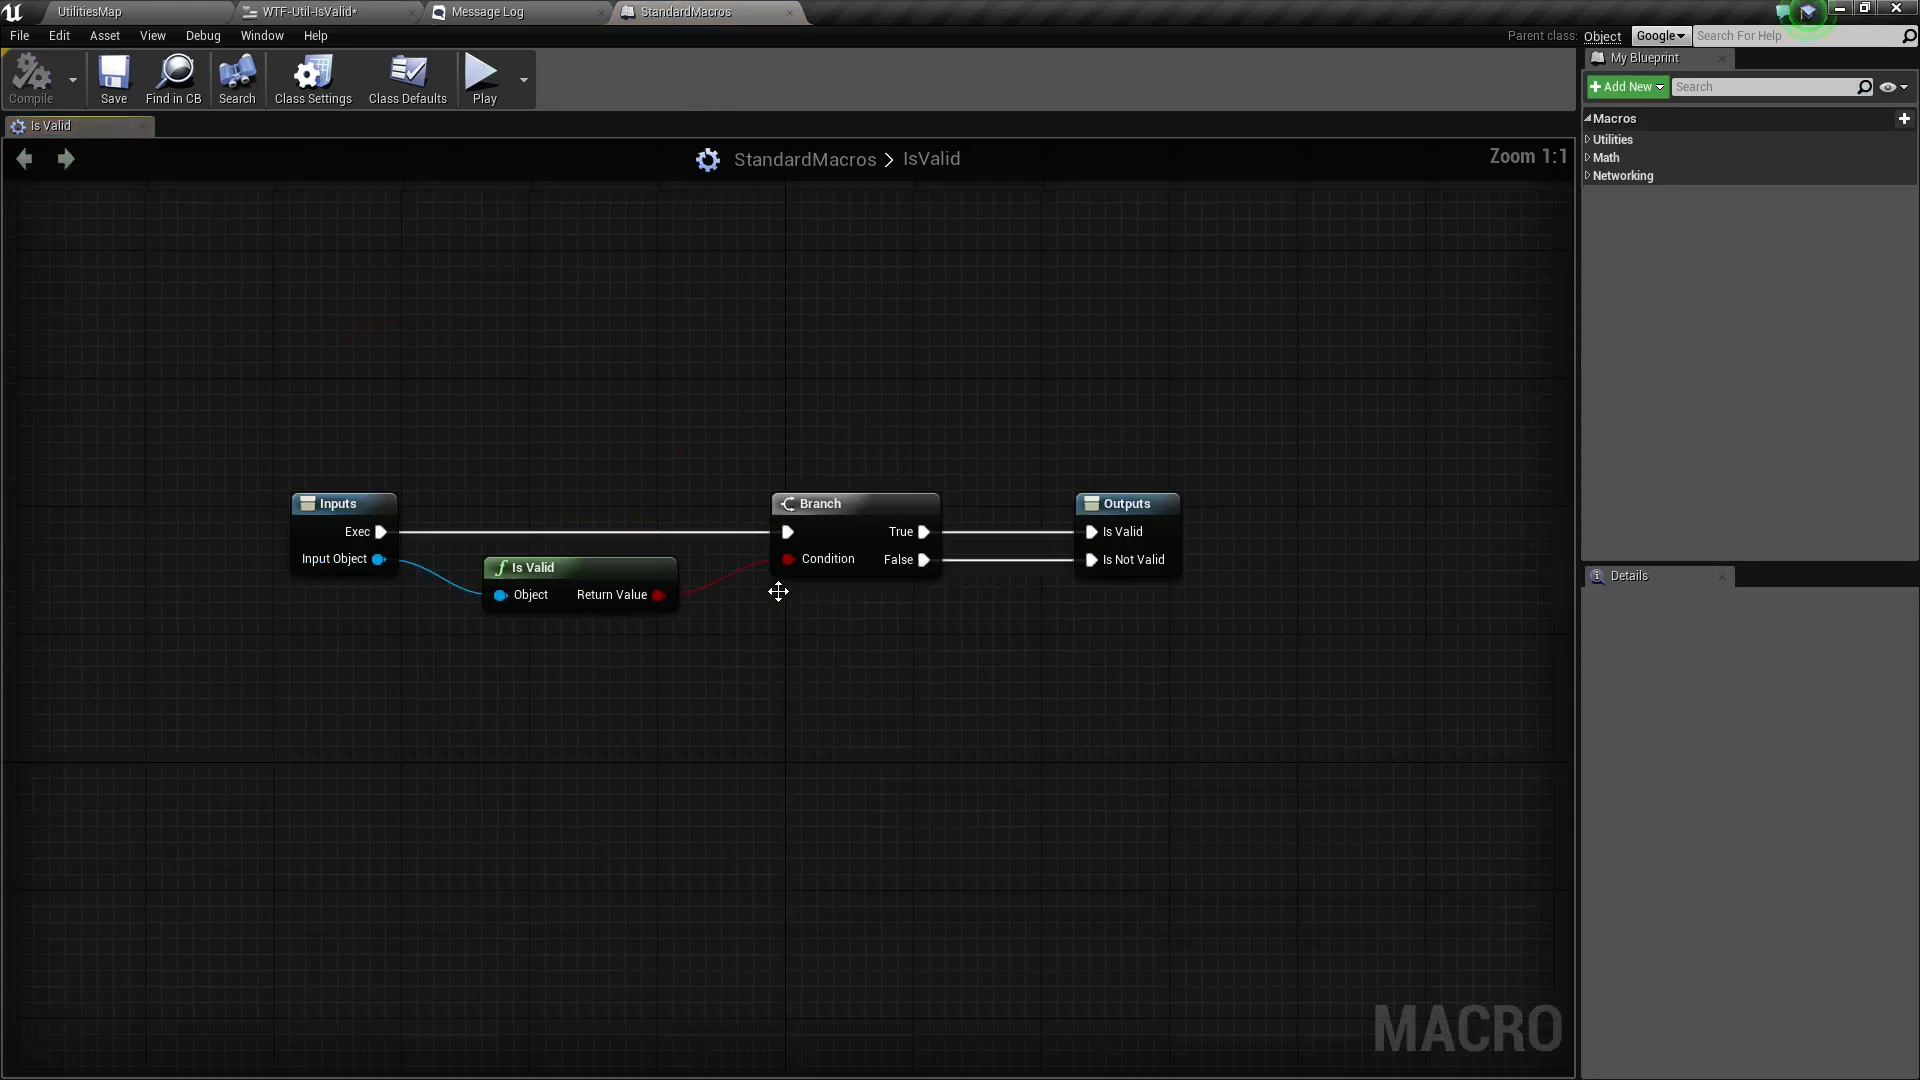 UtilitiesMap
WTF-Util-IsValid*
Message Log
StandardMacros
File
Edit
Asset
View
Debug
Window
Help
Parent class:
Object
Google
Search For Help
Compile
Save
Find in CB
Search
Class Settings
Class Defaults
Play
My Blueprint
Add New
Search
Macros
Utilities
Math
Networking
Is Valid
StandardMacros > IsValid
Zoom 1:1
Inputs
Exec
Input Object
Is Valid
Object
Return Value
Branch
True
Condition
False
Outputs
Is Valid
Is Not Valid
Details
MACRO